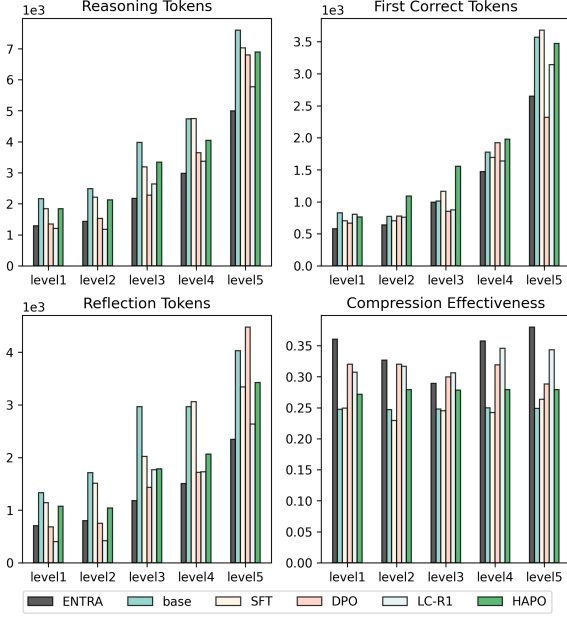 Reasoning Tokens
1e3
7
6
5
4
3
2
1
0
level1 level2 level3 level4 level5
First Correct Tokens
1e3
3.5
3.0
2.5
2.0
1.5
1.0
0.5
0.0
level1 level2 level3 level4 level5
Reflection Tokens
1e3
4
3
2
1
0
level1 level2 level3 level4 level5
Compression Effectiveness
0.35
0.30
0.25
0.20
0.15
0.10
0.05
0.00
level1 level2 level3 level4 level5
ENTRA base SFT DPO LC-R1 HAPO